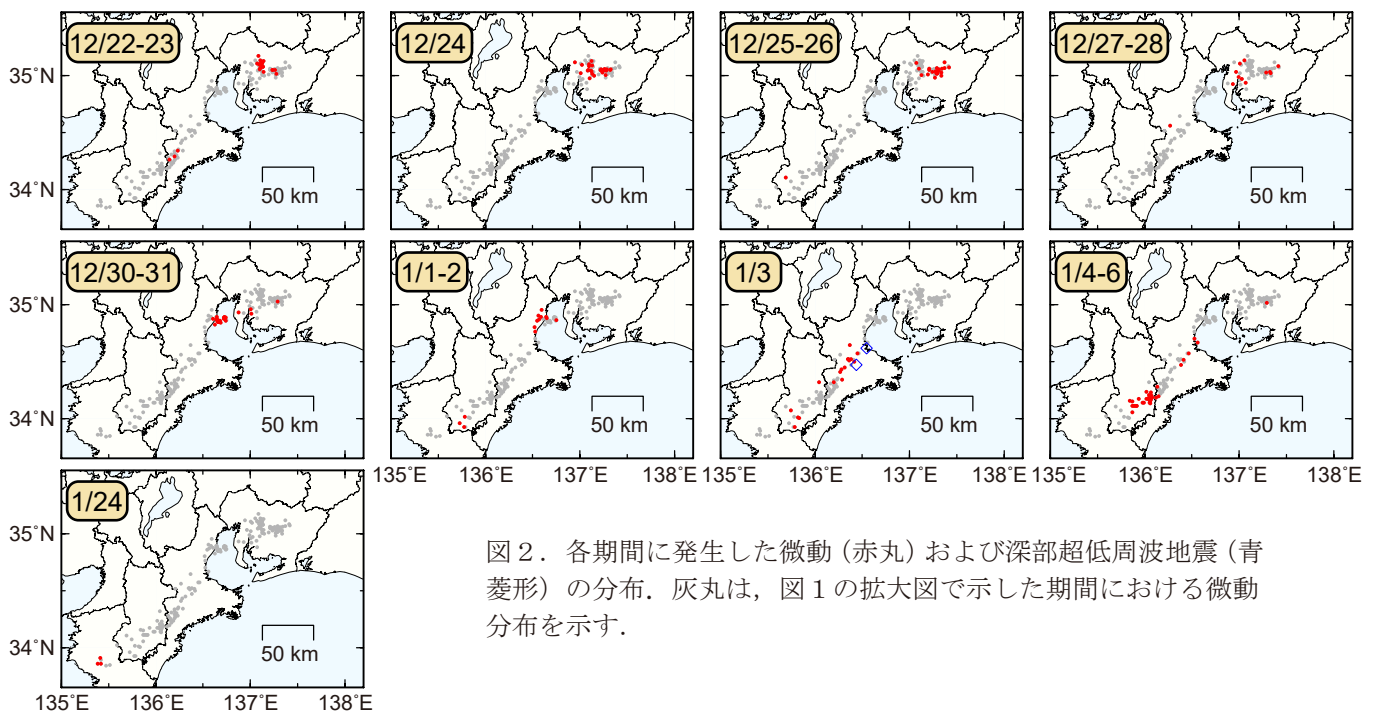 12/22-23
12/24
12/25-26
12/27-28
35°N
34°N
50 km
50 km
50 km
50 km
12/30-31
1/1-2
1/3
1/4-6
35°N
34°N
50 km
50 km
50 km
50 km
135°E 136°E 137°E 138°E
135°E 136°E 137°E 138°E
135°E 136°E 137°E 138°E
1/24
35°N
34°N
50 km
135°E 136°E 137°E 138°E
図2．各期間に発生した微動（赤丸）および深部超低周波地震（青
菱形）の分布．灰丸は，図1の拡大図で示した期間における微動
分布を示す．